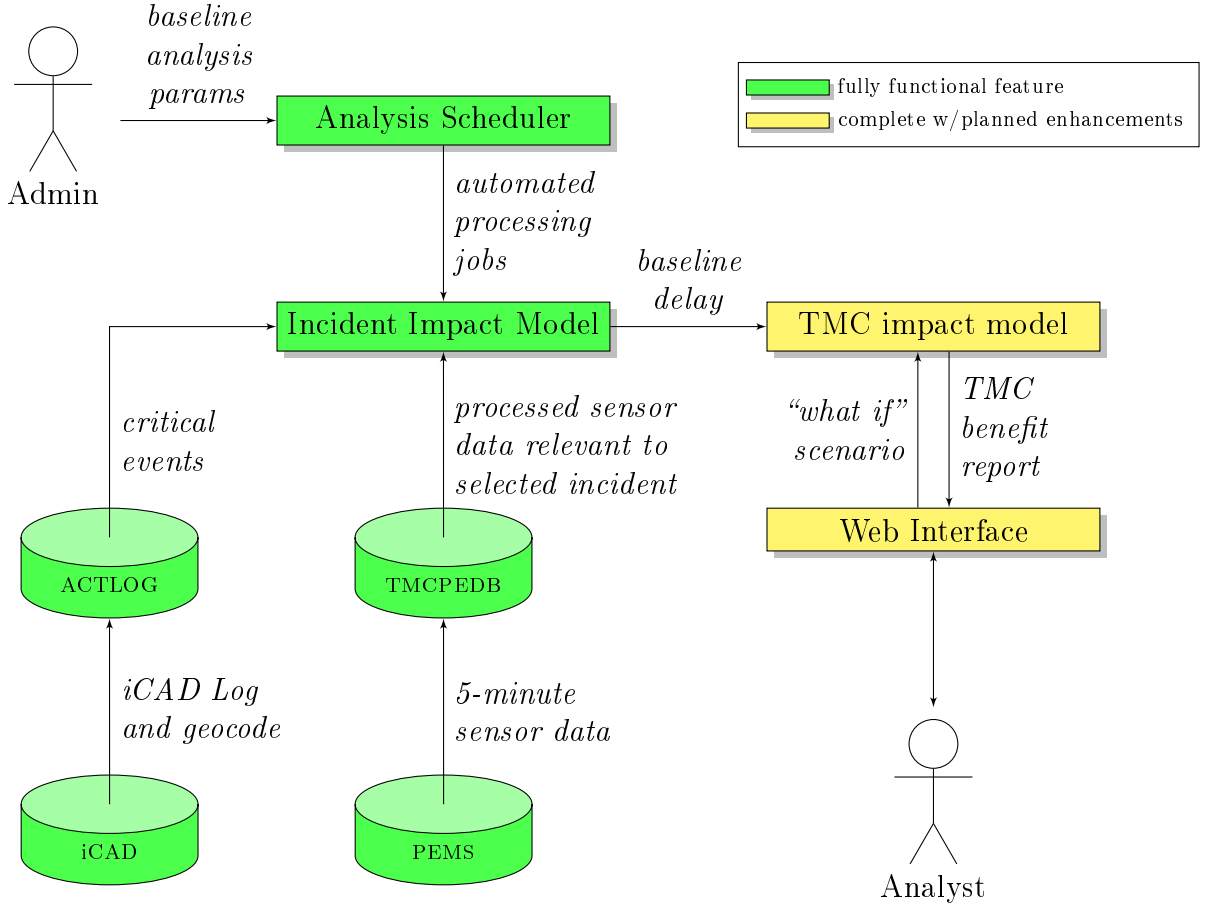 baseline
analysis
params
Admin
Analysis Scheduler
fully functional feature
complete w/planned enhancements
automated
processing
jobs
baseline
delay
Incident Impact Model
TMC impact model
critical
events
processed sensor
data relevant to
selected incident
“what if”
scenario
TMC
benefit
report
Web Interface
ACTLOG
TMCPEDB
iCAD Log
and geocode
5-minute
sensor data
iCAD
PEMS
Analyst